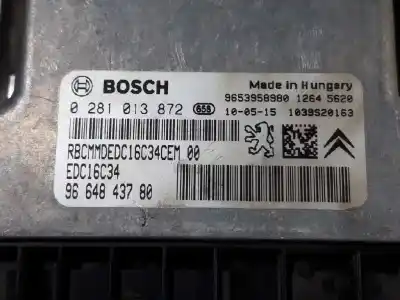 BOSCH
Made in Hungary
9653958980 1264 5620
0 281 013 872 658 10-05-15 1039S20163
RBCMMDEDC16C34CEM 00
EDC16C34
96 648 437 80